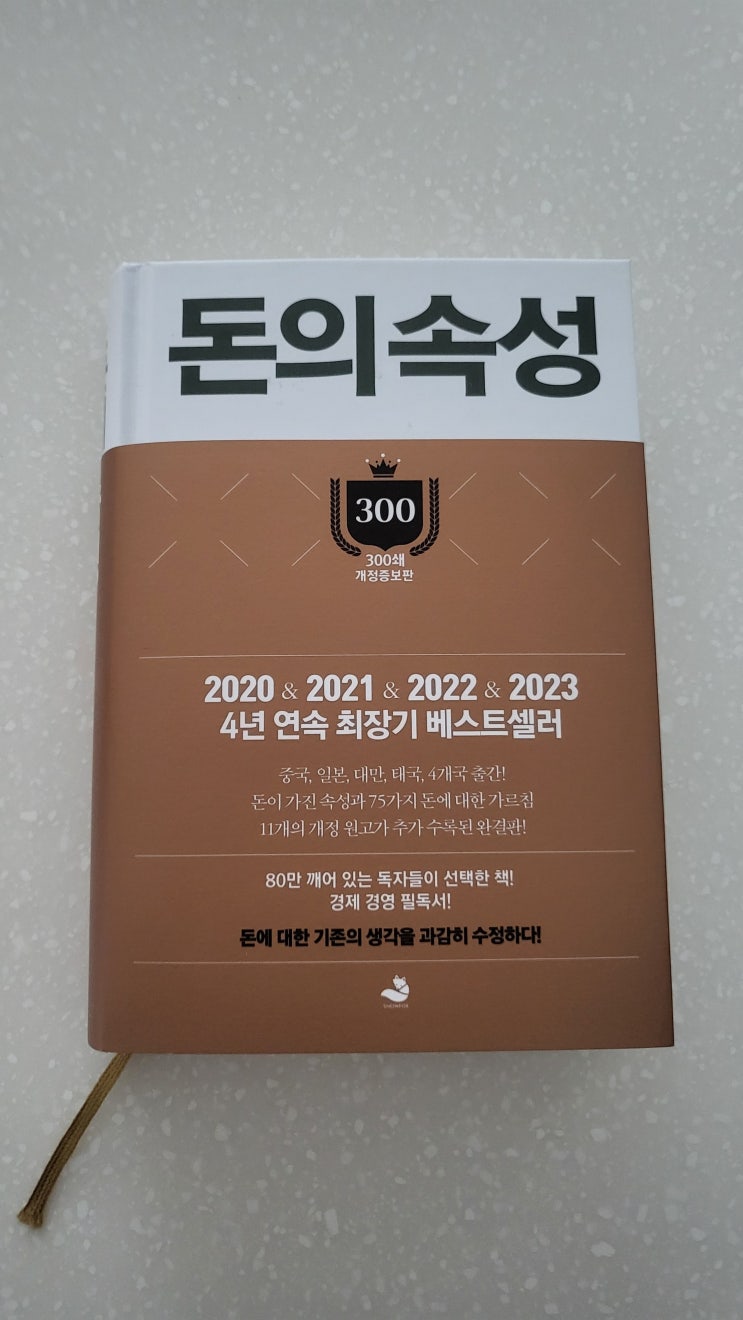 돈의 속성
300
300쇄
개정증보판
2020 & 2021 & 2022 & 2023
4년 연속 최장기 베스트셀러
중국, 일본, 대만, 태국, 4개국 출간!
돈이 가진 속성과 75가지 돈에 대한 가르침
11개의 개정 원고가 추가 수록된 완결판!
80만 깨어 있는 독자들이 선택한 책!
경제 경영 필독서!
돈에 대한 기존의 생각을 과감히 수정하다!
SNOWFOX